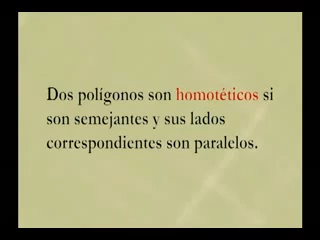 Dos polígonos son homotéticos si
son semejantes y sus lados
correspondientes son paralelos.